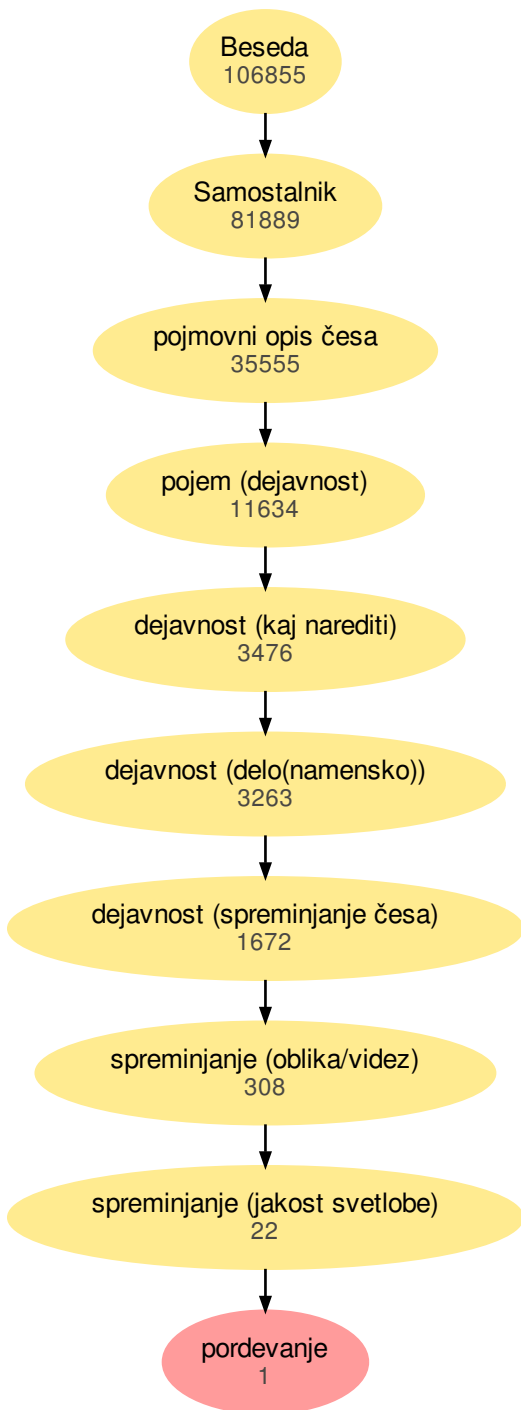 Beseda
106855
Samostalnik
81889
pojmovni opis česa
35555
pojem (dejavnost)
11634
dejavnost (kaj narediti)
3476
dejavnost (delo(namensko))
3263
dejavnost (spreminjanje česa)
1672
spreminjanje (oblika/videz)
308
spreminjanje (jakost svetlobe)
22
pordevanje
1